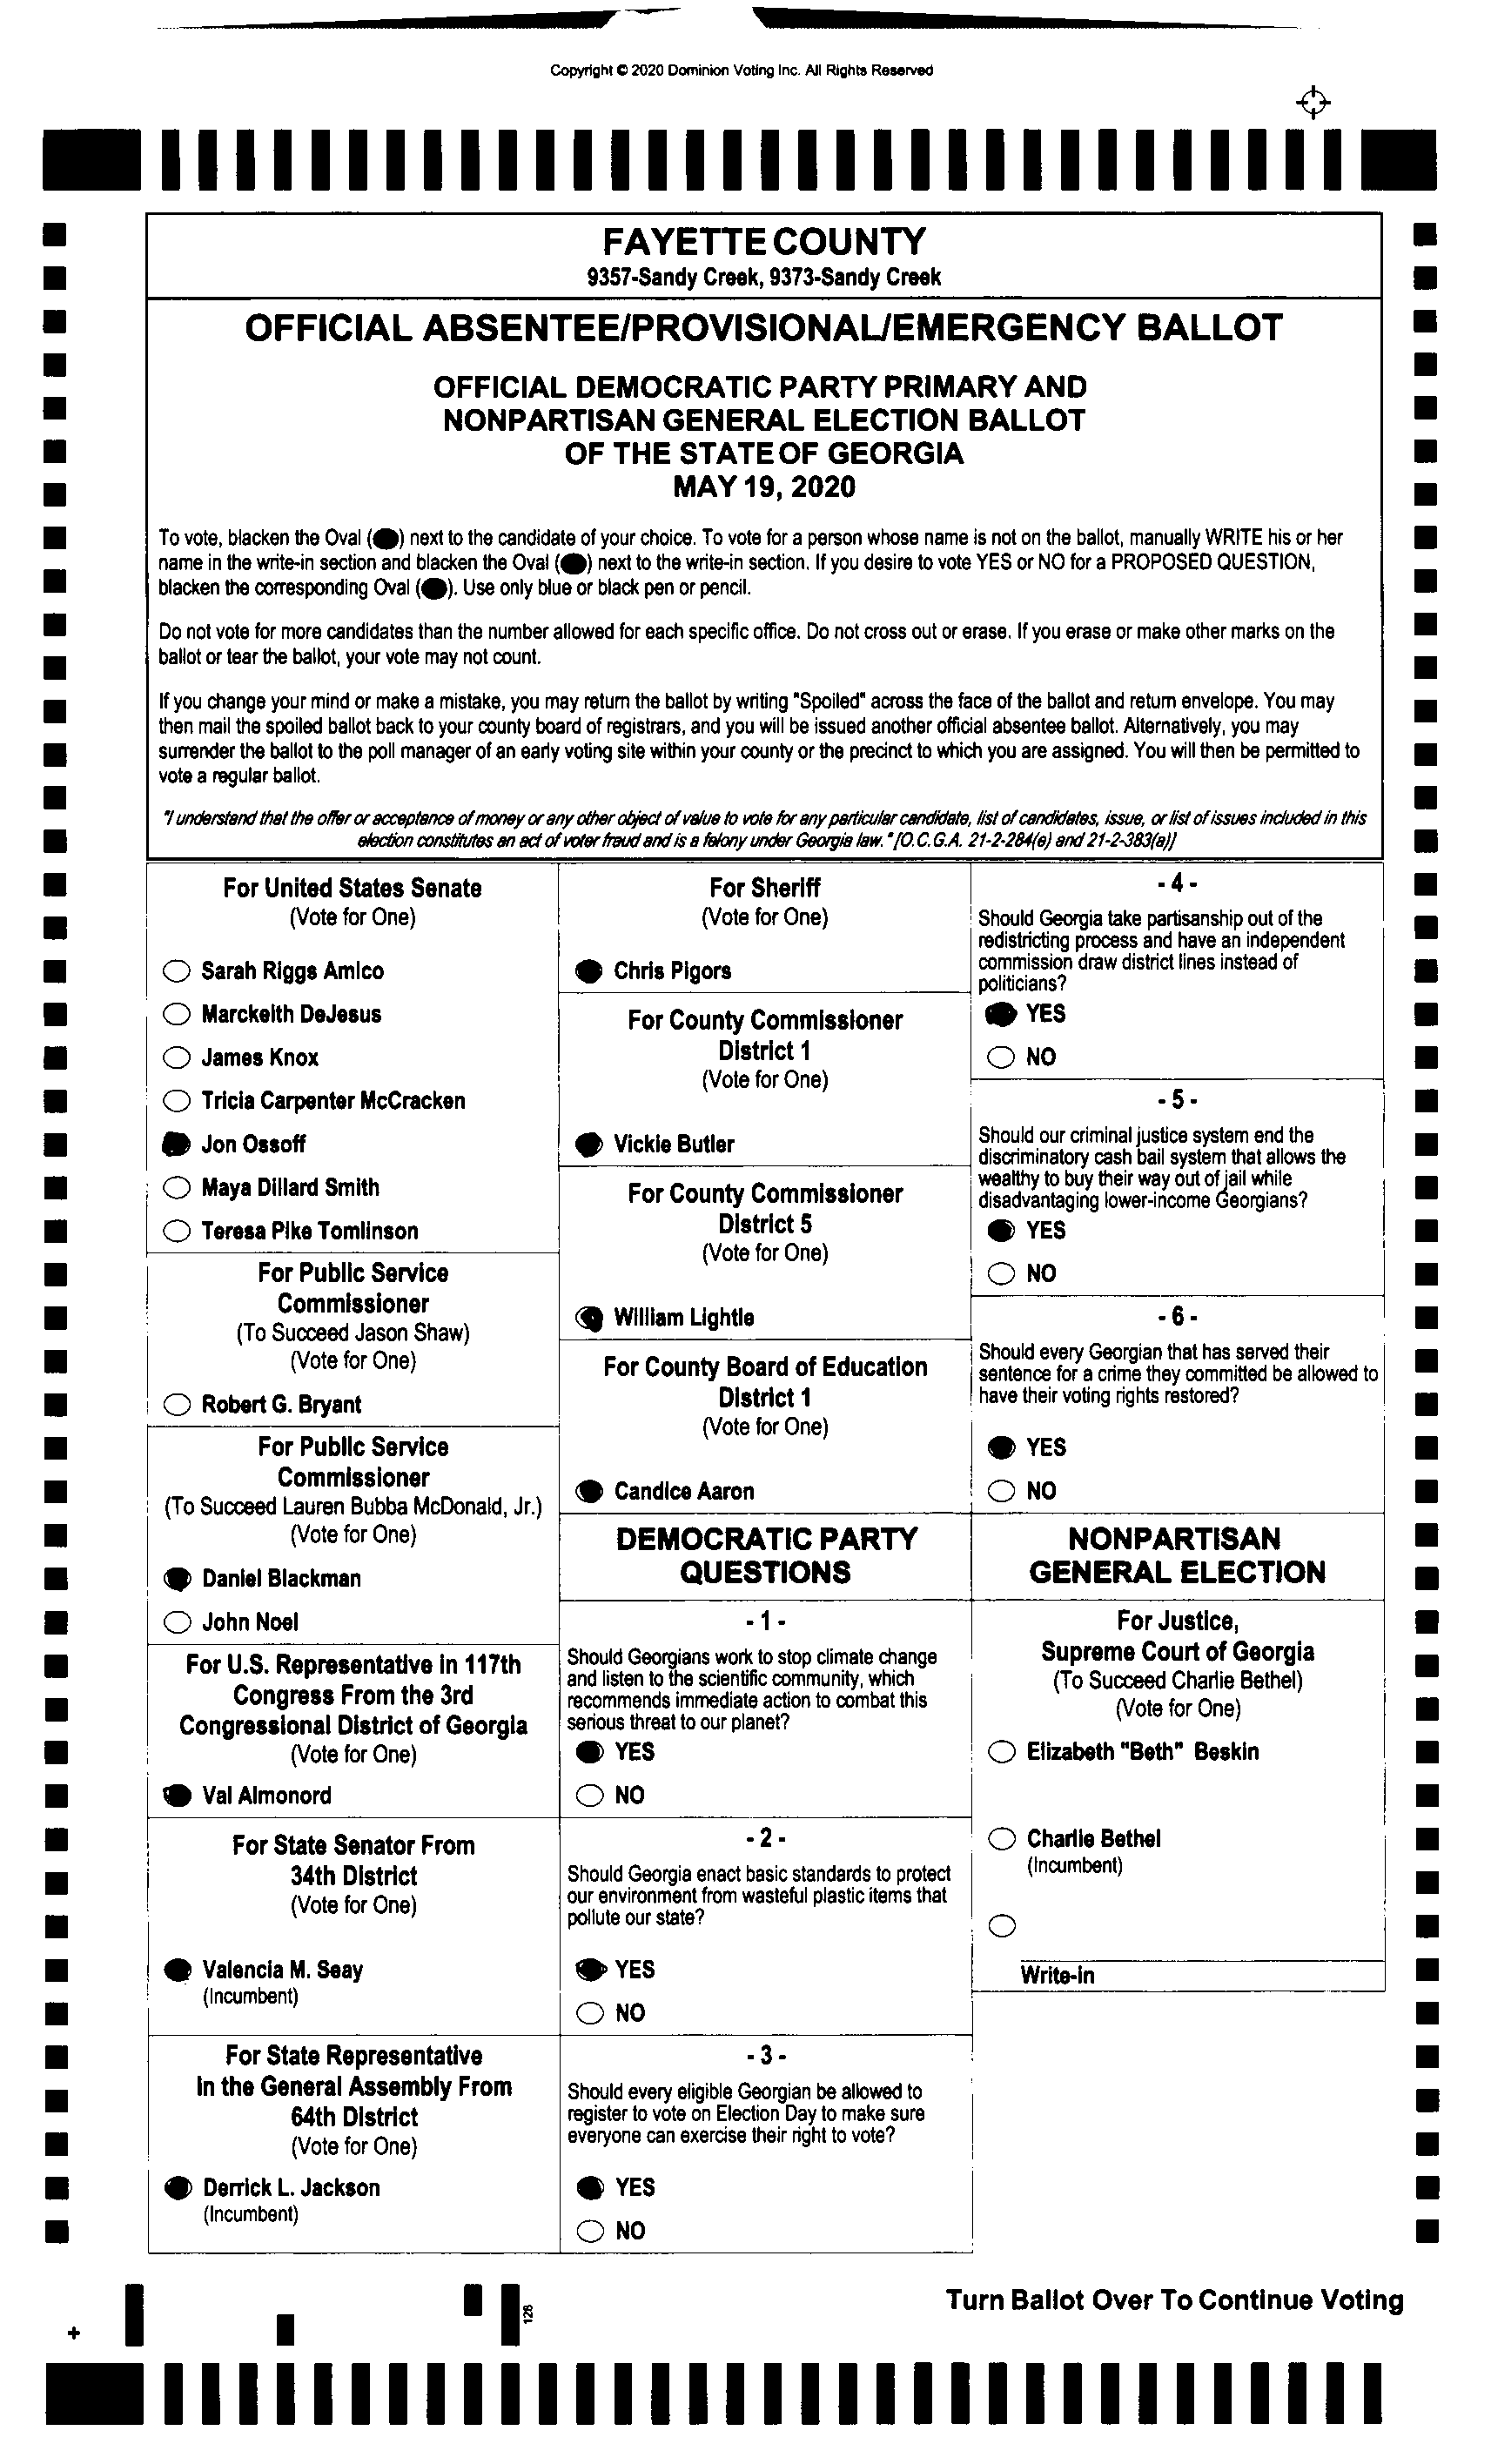 Copyright © 2020 Dominion Voting Inc. All Rights Reserved
FAYETTE COUNTY
9357-Sandy Creek, 9373-Sandy Creek
OFFICIAL ABSENTEE/PROVISIONAL/EMERGENCY BALLOT
OFFICIAL DEMOCRATIC PARTY PRIMARY AND
NONPARTISAN GENERAL ELECTION BALLOT
OF THE STATE OF GEORGIA
MAY 19, 2020
To vote, blacken the Oval ( ) next to the candidate of your choice. To vote for a person whose name is not on the ballot, manually WRITE his or her
name in the write-in section and blacken the Oval ( ) next to the write-in section. If you desire to vote YES or NO for a PROPOSED QUESTION,
blacken the corresponding Oval ( ). Use only blue or black pen or pencil.
Do not vote for more candidates than the number allowed for each specific office. Do not cross out or erase. If you erase or make other marks on the
ballot or tear the ballot, your vote may not count.
If you change your mind or make a mistake, you may return the ballot by writing "Spoiled" across the face of the ballot and return envelope. You may
then mail the spoiled ballot back to your county board of registrars, and you will be issued another official absentee ballot. Alternatively, you may
surrender the ballot to the poll manager of an early voting site within your county or the precinct to which you are assigned. You will then be permitted to
vote a regular ballot.
"I understand that the offer or acceptance of money or any other object of value to vote for any particular candidate, list of candidates, issue, or list of issues included in this
election constitutes an act of voter fraud and is a felony under Georgia law." [O.C.G.A. 21-2-284(e) and 21-2-383(a)]
For United States Senate
(Vote for One)
Sarah Riggs Amico
Marckeith DeJesus
James Knox
Tricia Carpenter McCracken
Jon Ossoff
Maya Dillard Smith
Teresa Pike Tomlinson
For Public Service
Commissioner
(To Succeed Jason Shaw)
(Vote for One)
Robert G. Bryant
For Public Service
Commissioner
(To Succeed Lauren Bubba McDonald, Jr.)
(Vote for One)
Daniel Blackman
John Noel
For U.S. Representative in 117th
Congress From the 3rd
Congressional District of Georgia
(Vote for One)
Val Almonord
For State Senator From
34th District
(Vote for One)
Valencia M. Seay
(Incumbent)
For State Representative
In the General Assembly From
64th District
(Vote for One)
Derrick L. Jackson
(Incumbent)
For Sheriff
(Vote for One)
Chris Pigors
For County Commissioner
District 1
(Vote for One)
Vickie Butler
For County Commissioner
District 5
(Vote for One)
William Lightle
For County Board of Education
District 1
(Vote for One)
Candice Aaron
DEMOCRATIC PARTY
QUESTIONS
- 1 -
Should Georgians work to stop climate change
and listen to the scientific community, which
recommends immediate action to combat this
serious threat to our planet?
YES
NO
- 2 -
Should Georgia enact basic standards to protect
our environment from wasteful plastic items that
pollute our state?
YES
NO
- 3 -
Should every eligible Georgian be allowed to
register to vote on Election Day to make sure
everyone can exercise their right to vote?
YES
NO
- 4 -
Should Georgia take partisanship out of the
redistricting process and have an independent
commission draw district lines instead of
politicians?
YES
NO
- 5 -
Should our criminal justice system end the
discriminatory cash bail system that allows the
wealthy to buy their way out of jail while
disadvantaging lower-income Georgians?
YES
NO
- 6 -
Should every Georgian that has served their
sentence for a crime they committed be allowed to
have their voting rights restored?
YES
NO
NONPARTISAN
GENERAL ELECTION
For Justice,
Supreme Court of Georgia
(To Succeed Charlie Bethel)
(Vote for One)
Elizabeth "Beth" Beskin
Charlie Bethel
(Incumbent)
Write-in
Turn Ballot Over To Continue Voting
126